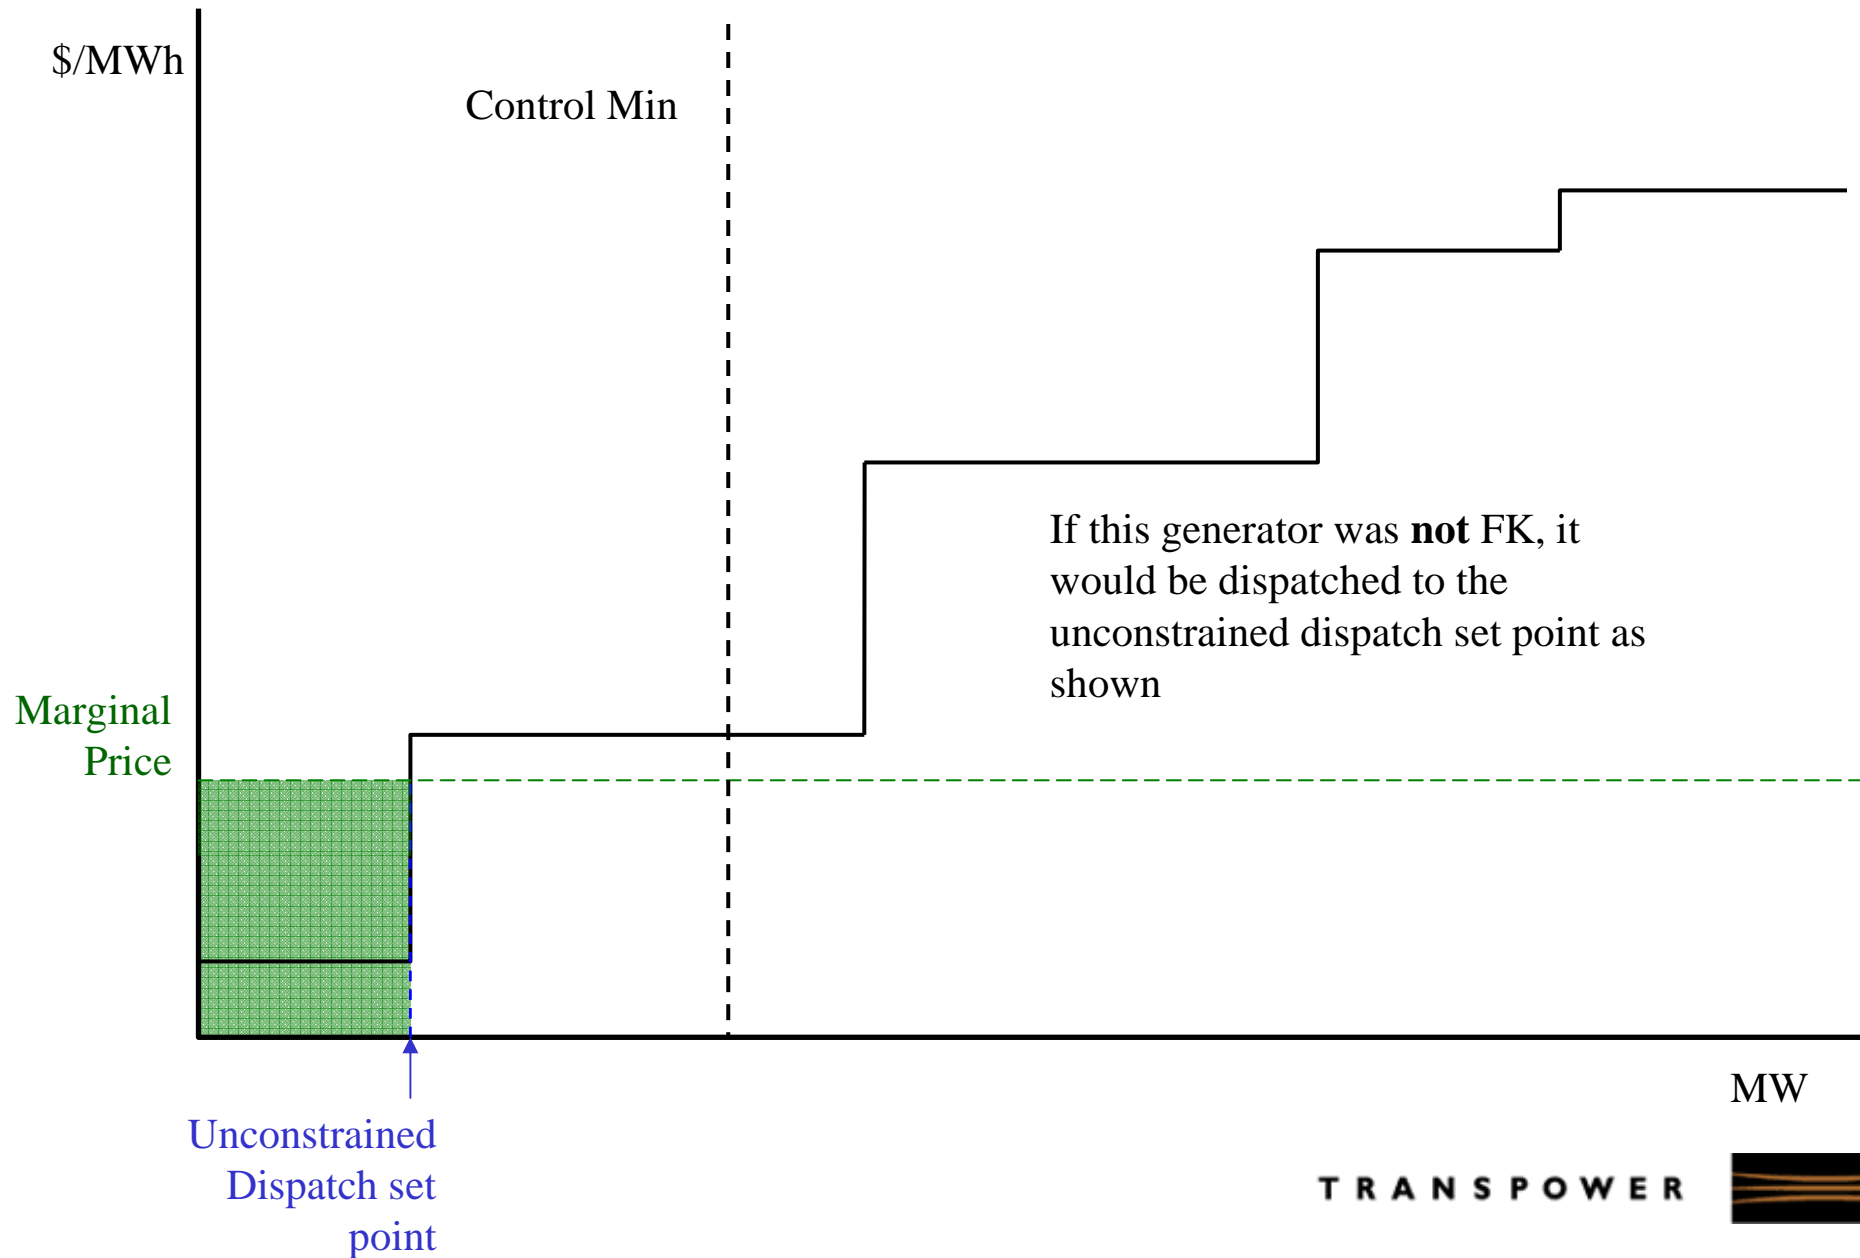 $/MWh
Control Min
If this generator was not FK, it
would be dispatched to the
unconstrained dispatch set point as
shown
Marginal
Price
MW
Unconstrained
Dispatch set
point
TRANSPOWER